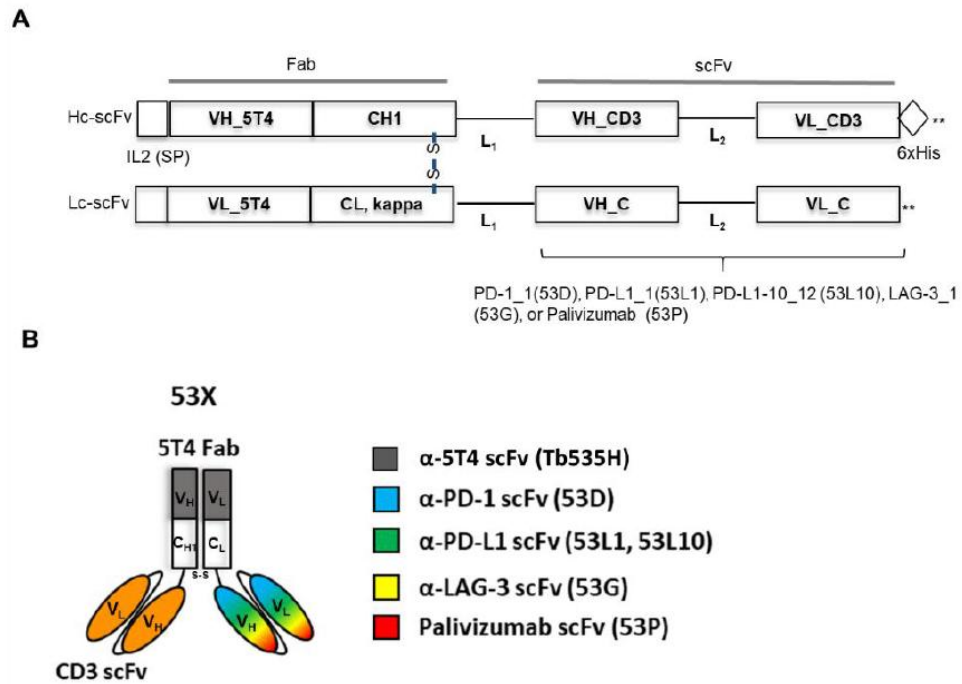 A
Fab
scFv
Hc-scFv
VH_5T4
CH1
VH_CD3
VL_CD3
**
IL2 (SP)
S
L1
L2
6xHis
S
Lc-scFv
VL_5T4
CL, kappa
VH_C
VL_C
**
L1
L2
PD-1_1(53D), PD-L1_1(53L1), PD-L1-10_12 (53L10), LAG-3_1
(53G), or Palivizumab (53P)
B
53X
5T4 Fab
VH
VL
CH1
CL
S-S
VL
VH
VH
VL
CD3 scFv
α-5T4 scFv (Tb535H)
α-PD-1 scFv (53D)
α-PD-L1 scFv (53L1, 53L10)
α-LAG-3 scFv (53G)
Palivizumab scFv (53P)